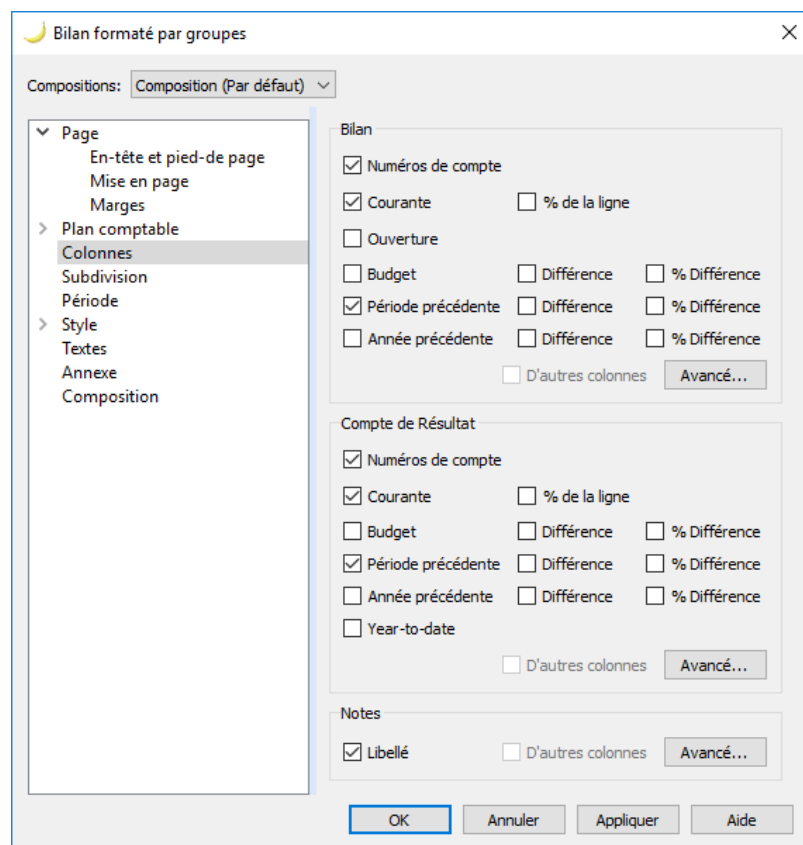 Bilan formaté par groupes
Compositions: Composition (Par défaut)
Page
En-tête et pied-de page
Mise en page
Marges
Plan comptable
Colonnes
Subdivision
Période
Style
Textes
Annexe
Composition
Bilan
Numéros de compte
Courante % de la ligne
Ouverture
Budget Différence % Différence
Période précédente Différence % Différence
Année précédente Différence % Différence
D'autres colonnes Avancé...
Compte de Résultat
Numéros de compte
Courante % de la ligne
Budget Différence % Différence
Période précédente Différence % Différence
Année précédente Différence % Différence
Year-to-date
D'autres colonnes Avancé...
Notes
Libellé D'autres colonnes Avancé...
OK Annuler Appliquer Aide